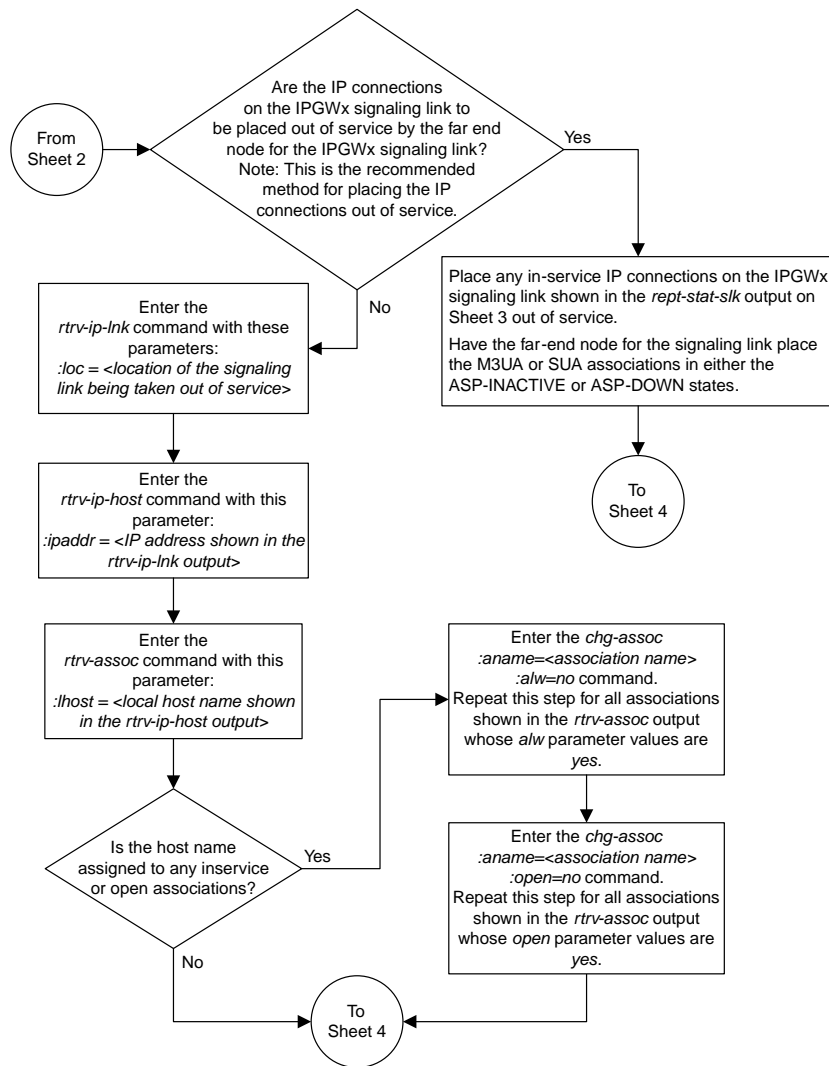 From
Sheet 2
Are the IP connections
on the IPGWx signaling link to
be placed out of service by the far end
node for the IPGWx signaling link?
Note: This is the recommended
method for placing the IP
connections out of service.
Yes
No
Place any in-service IP connections on the IPGWx
signaling link shown in the rept-stat-slk output on
Sheet 3 out of service.
Have the far-end node for the signaling link place
the M3UA or SUA associations in either the
ASP-INACTIVE or ASP-DOWN states.
To
Sheet 4
Enter the
rtrv-ip-lnk command with these
parameters:
:loc = <location of the signaling
link being taken out of service>
Enter the
rtrv-ip-host command with this
parameter:
:ipaddr = <IP address shown in the
rtrv-ip-lnk output>
Enter the
rtrv-assoc command with this
parameter:
:lhost = <local host name shown
in the rtrv-ip-host output>
Is the host name
assigned to any inservice
or open associations?
Yes
No
Enter the chg-assoc
:aname=<association name>
:alw=no command.
Repeat this step for all associations
shown in the rtrv-assoc output
whose alw parameter values are
yes.
Enter the chg-assoc
:aname=<association name>
:open=no command.
Repeat this step for all associations
shown in the rtrv-assoc output
whose open parameter values are
yes.
To
Sheet 4